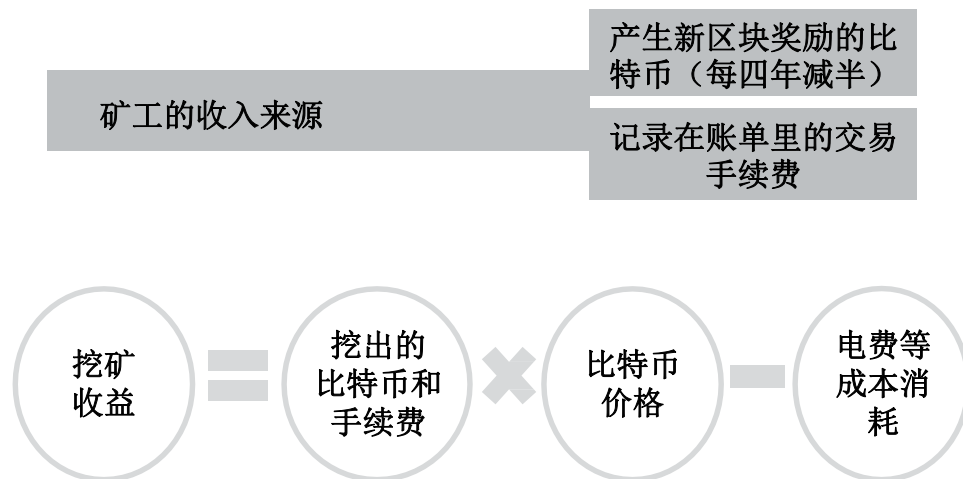 产生新区块奖励的比
特币（每四年减半）
矿工的收入来源
记录在账单里的交易
手续费
挖矿
收益
挖出的
比特币和
手续费
比特币
价格
电费等
成本消
耗